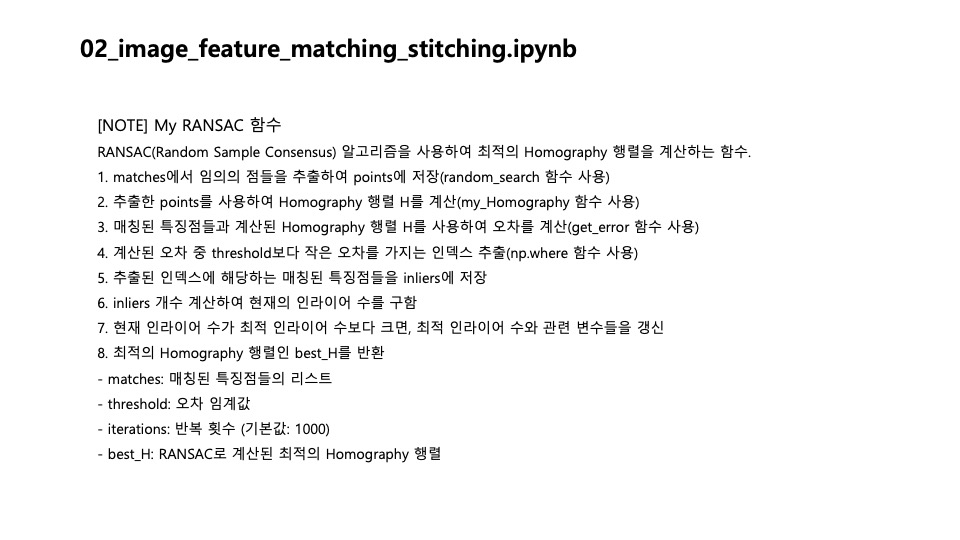 02_image_feature_matching_stitching.ipynb
[NOTE] My RANSAC 함수
RANSAC(Random Sample Consensus) 알고리즘을 사용하여 최적의 Homography 행렬을 계산하는 함수.
1. matches에서 임의의 점들을 추출하여 points에 저장(random_search 함수 사용)
2. 추출한 points를 사용하여 Homography 행렬 H를 계산(my_Homography 함수 사용)
3. 매칭된 특징점들과 계산된 Homography 행렬 H를 사용하여 오차를 계산(get_error 함수 사용)
4. 계산된 오차 중 threshold보다 작은 오차를 가지는 인덱스 추출(np.where 함수 사용)
5. 추출된 인덱스에 해당하는 매칭된 특징점들을 inliers에 저장
6. inliers 개수 계산하여 현재의 인라이어 수를 구함
7. 현재 인라이어 수가 최적 인라이어 수보다 크면, 최적 인라이어 수와 관련 변수들을 갱신
8. 최적의 Homography 행렬인 best_H를 반환
- matches: 매칭된 특징점들의 리스트
- threshold: 오차 임계값
- iterations: 반복 횟수 (기본값: 1000)
- best_H: RANSAC로 계산된 최적의 Homography 행렬